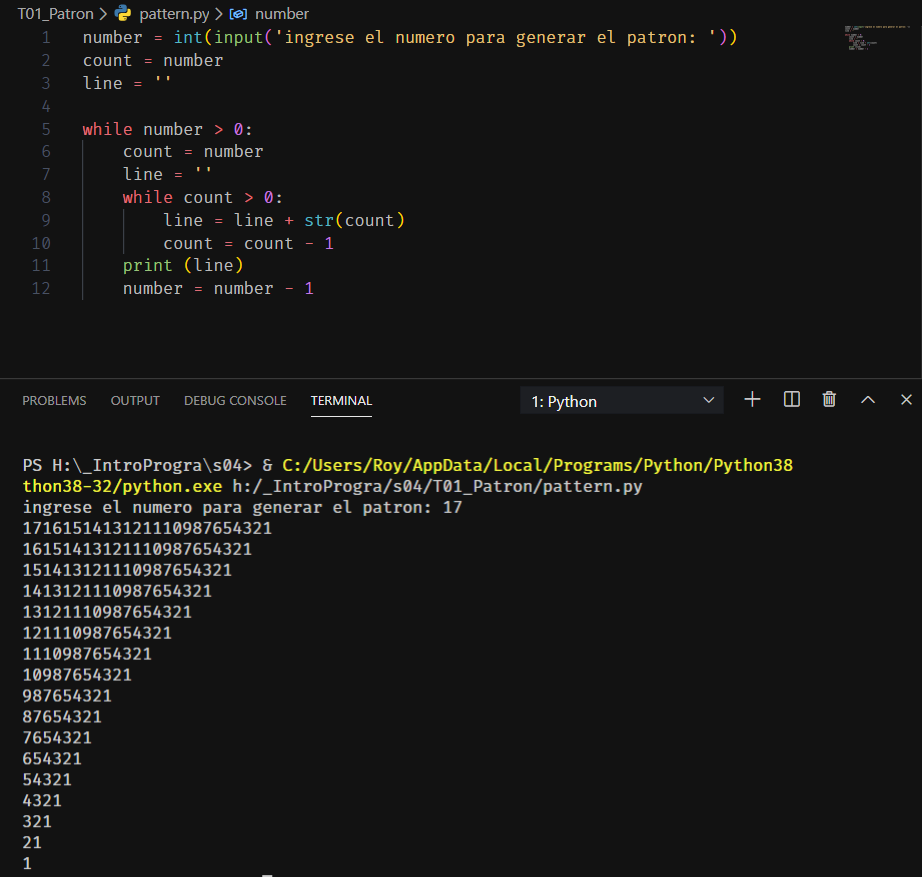 T01_Patron > pattern.py > number
1 number = int(input('ingrese el numero para generar el patron: '))
2 count = number
3 line = ''
4
5 while number > 0:
6     count = number
7     line = ''
8     while count > 0:
9         line = line + str(count)
10         count = count - 1
11     print (line)
12     number = number - 1
PROBLEMS OUTPUT DEBUG CONSOLE TERMINAL 1: Python
PS H:\_IntroProgra\s04> & C:/Users/Roy/AppData/Local/Programs/Python/Python38
thon38-32/python.exe h:/_IntroProgra/s04/T01_Patron/pattern.py
ingrese el numero para generar el patron: 17
1716151413121110987654321
16151413121110987654321
151413121110987654321
1413121110987654321
13121110987654321
121110987654321
1110987654321
10987654321
987654321
87654321
7654321
654321
54321
4321
321
21
1